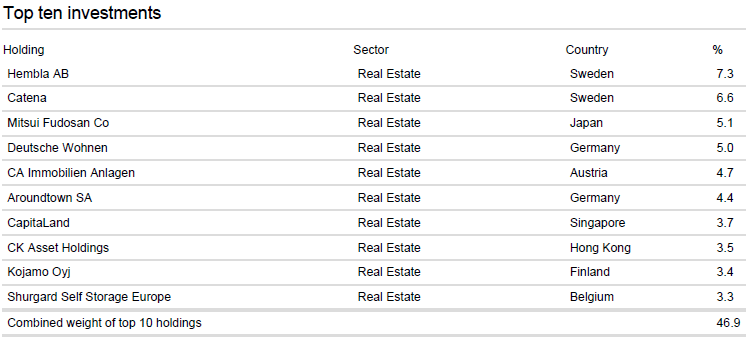 Top ten investments
Holding Sector Country %
Hembla AB Real Estate Sweden 7.3
Catena Real Estate Sweden 6.6
Mitsui Fudosan Co Real Estate Japan 5.1
Deutsche Wohnen Real Estate Germany 5.0
CA Immobilien Anlagen Real Estate Austria 4.7
Aroundtown SA Real Estate Germany 4.4
CapitaLand Real Estate Singapore 3.7
CK Asset Holdings Real Estate Hong Kong 3.5
Kojamo Oyj Real Estate Finland 3.4
Shurgard Self Storage Europe Real Estate Belgium 3.3
Combined weight of top 10 holdings 46.9